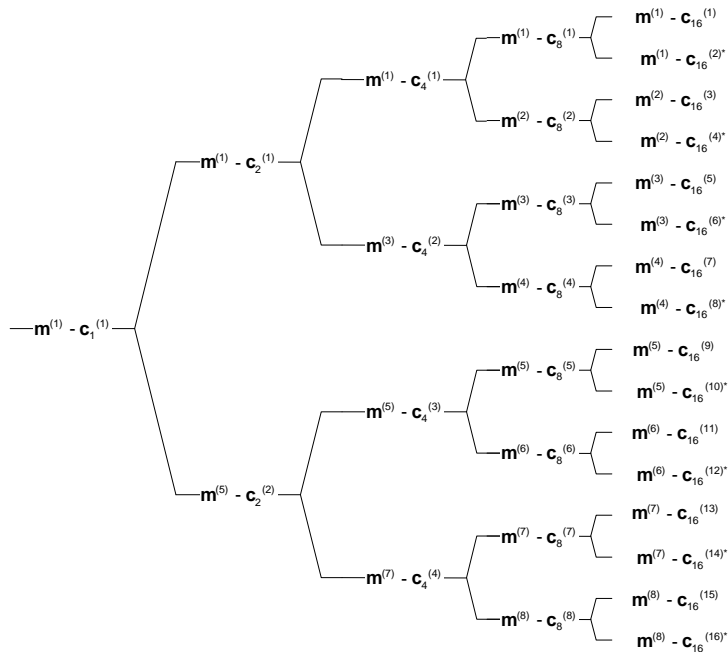 m⁽¹⁾ - c₁₆⁽¹⁾
m⁽¹⁾ - c₈⁽¹⁾
m⁽¹⁾ - c₁₆⁽²⁾*
m⁽¹⁾ - c₄⁽¹⁾
m⁽²⁾ - c₁₆⁽³⁾
m⁽²⁾ - c₈⁽²⁾
m⁽²⁾ - c₁₆⁽⁴⁾*
m⁽¹⁾ - c₂⁽¹⁾
m⁽³⁾ - c₁₆⁽⁵⁾
m⁽³⁾ - c₈⁽³⁾
m⁽³⁾ - c₁₆⁽⁶⁾*
m⁽³⁾ - c₄⁽²⁾
m⁽⁴⁾ - c₁₆⁽⁷⁾
m⁽⁴⁾ - c₈⁽⁴⁾
m⁽⁴⁾ - c₁₆⁽⁸⁾*
m⁽¹⁾ - c₁⁽¹⁾
m⁽⁵⁾ - c₁₆⁽⁹⁾
m⁽⁵⁾ - c₈⁽⁵⁾
m⁽⁵⁾ - c₁₆⁽¹⁰⁾*
m⁽⁵⁾ - c₄⁽³⁾
m⁽⁶⁾ - c₁₆⁽¹¹⁾
m⁽⁶⁾ - c₈⁽⁶⁾
m⁽⁶⁾ - c₁₆⁽¹²⁾*
m⁽⁵⁾ - c₂⁽²⁾
m⁽⁷⁾ - c₁₆⁽¹³⁾
m⁽⁷⁾ - c₈⁽⁷⁾
m⁽⁷⁾ - c₁₆⁽¹⁴⁾*
m⁽⁷⁾ - c₄⁽⁴⁾
m⁽⁸⁾ - c₁₆⁽¹⁵⁾
m⁽⁸⁾ - c₈⁽⁸⁾
m⁽⁸⁾ - c₁₆⁽¹⁶⁾*